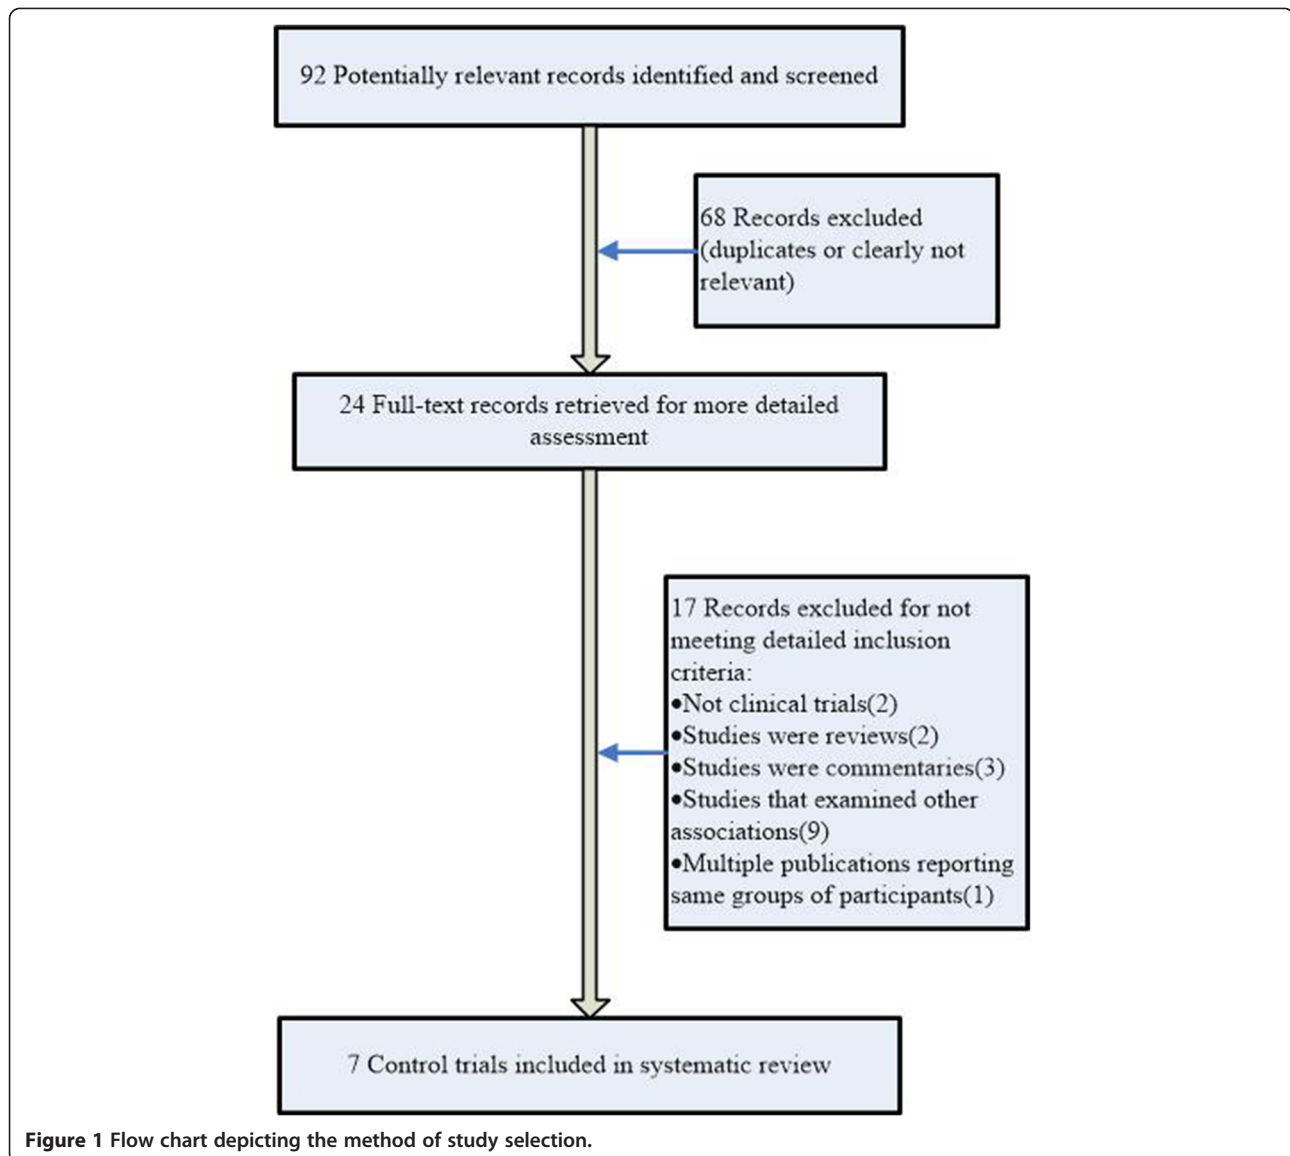 92 Potentially relevant records identified and screened
68 Records excluded
(duplicates or clearly not
relevant)
24 Full-text records retrieved for more detailed
assessment
17 Records excluded for not
meeting detailed inclusion
criteria:
•Not clinical trials(2)
•Studies were reviews(2)
•Studies were commentaries(3)
•Studies that examined other
associations(9)
•Multiple publications reporting
same groups of participants(1)
7 Control trials included in systematic review
Figure 1 Flow chart depicting the method of study selection.